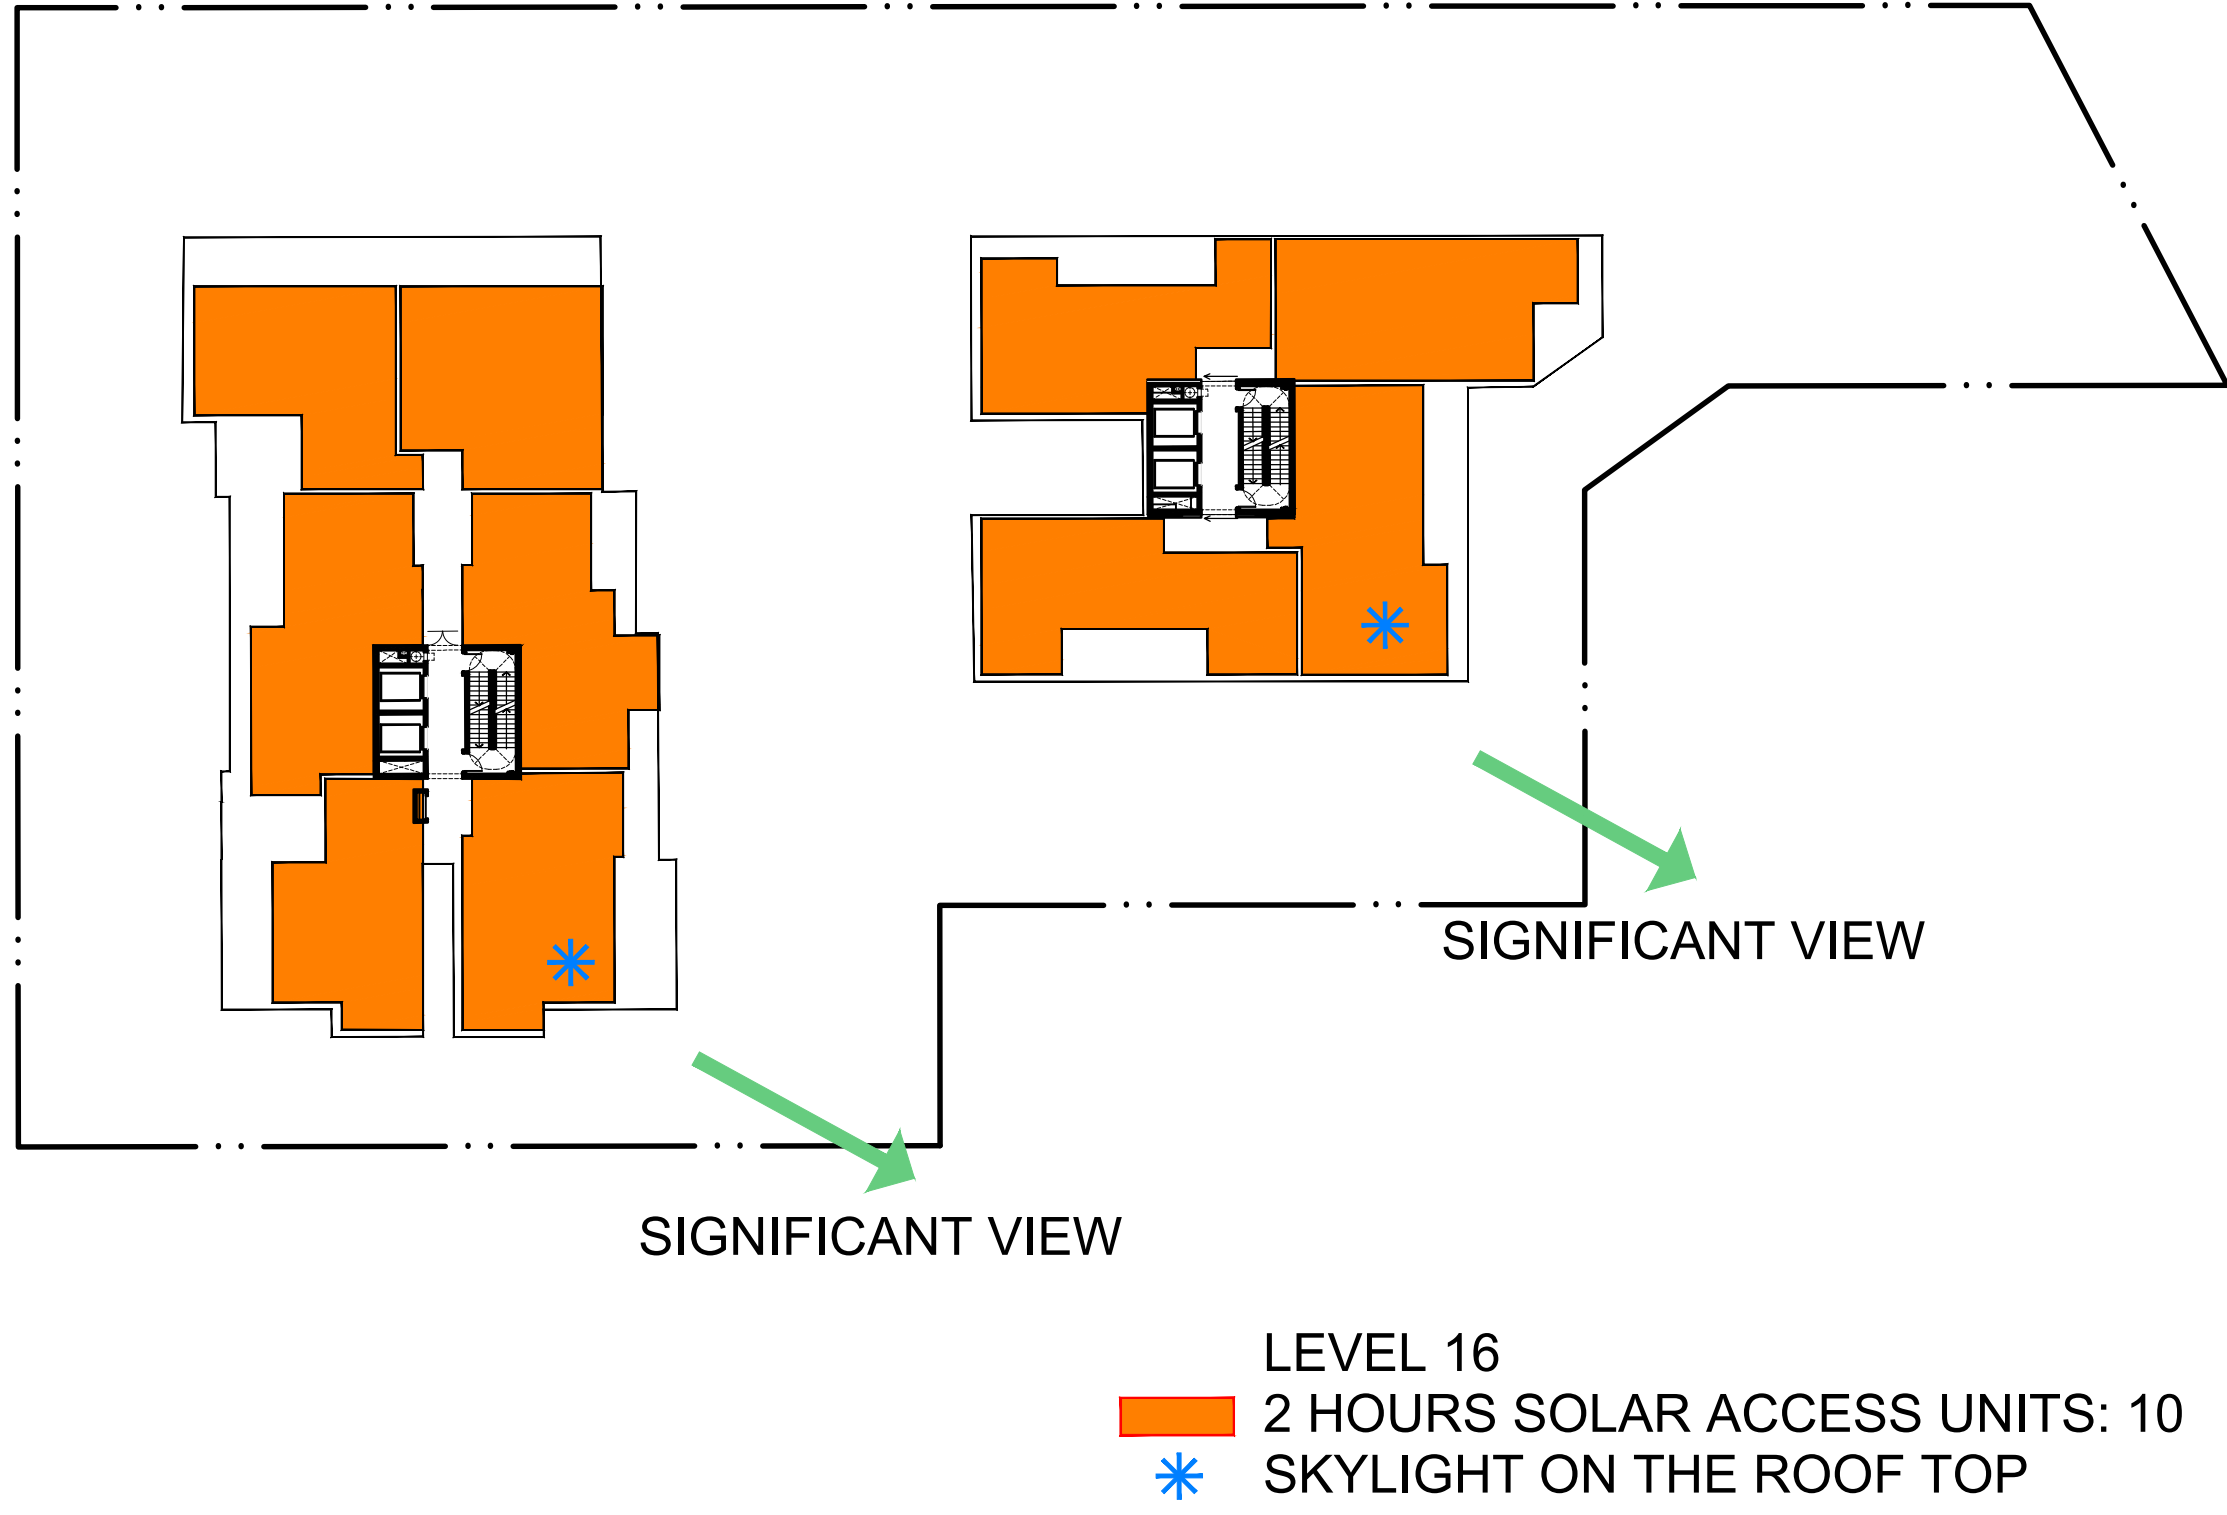 SIGNIFICANT VIEW
SIGNIFICANT VIEW
LEVEL 16
2 HOURS SOLAR ACCESS UNITS: 10
SKYLIGHT ON THE ROOF TOP